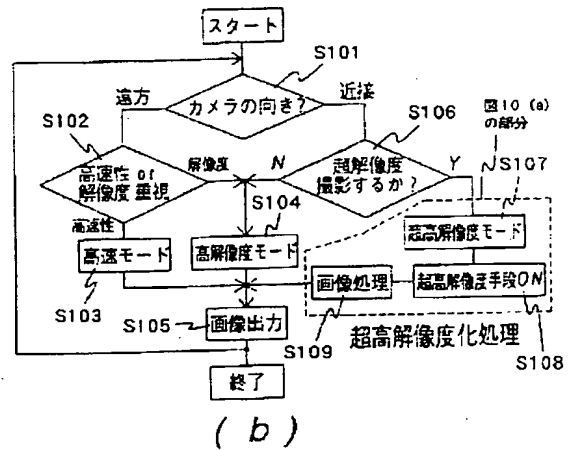 スタート
S101
カメラの向き?
遠方
近接
S102
S106
図10(a)
の部分
高速性 or
解像度重視
解像度
N
超解像度
撮影するか?
Y
S107
高速性
S104
超高解像度モード
高速モード
高解像度モード
画像処理
超高解像度手段ON
S103
S105
画像出力
S109
超高解像度化処理
S108
終了
(b)